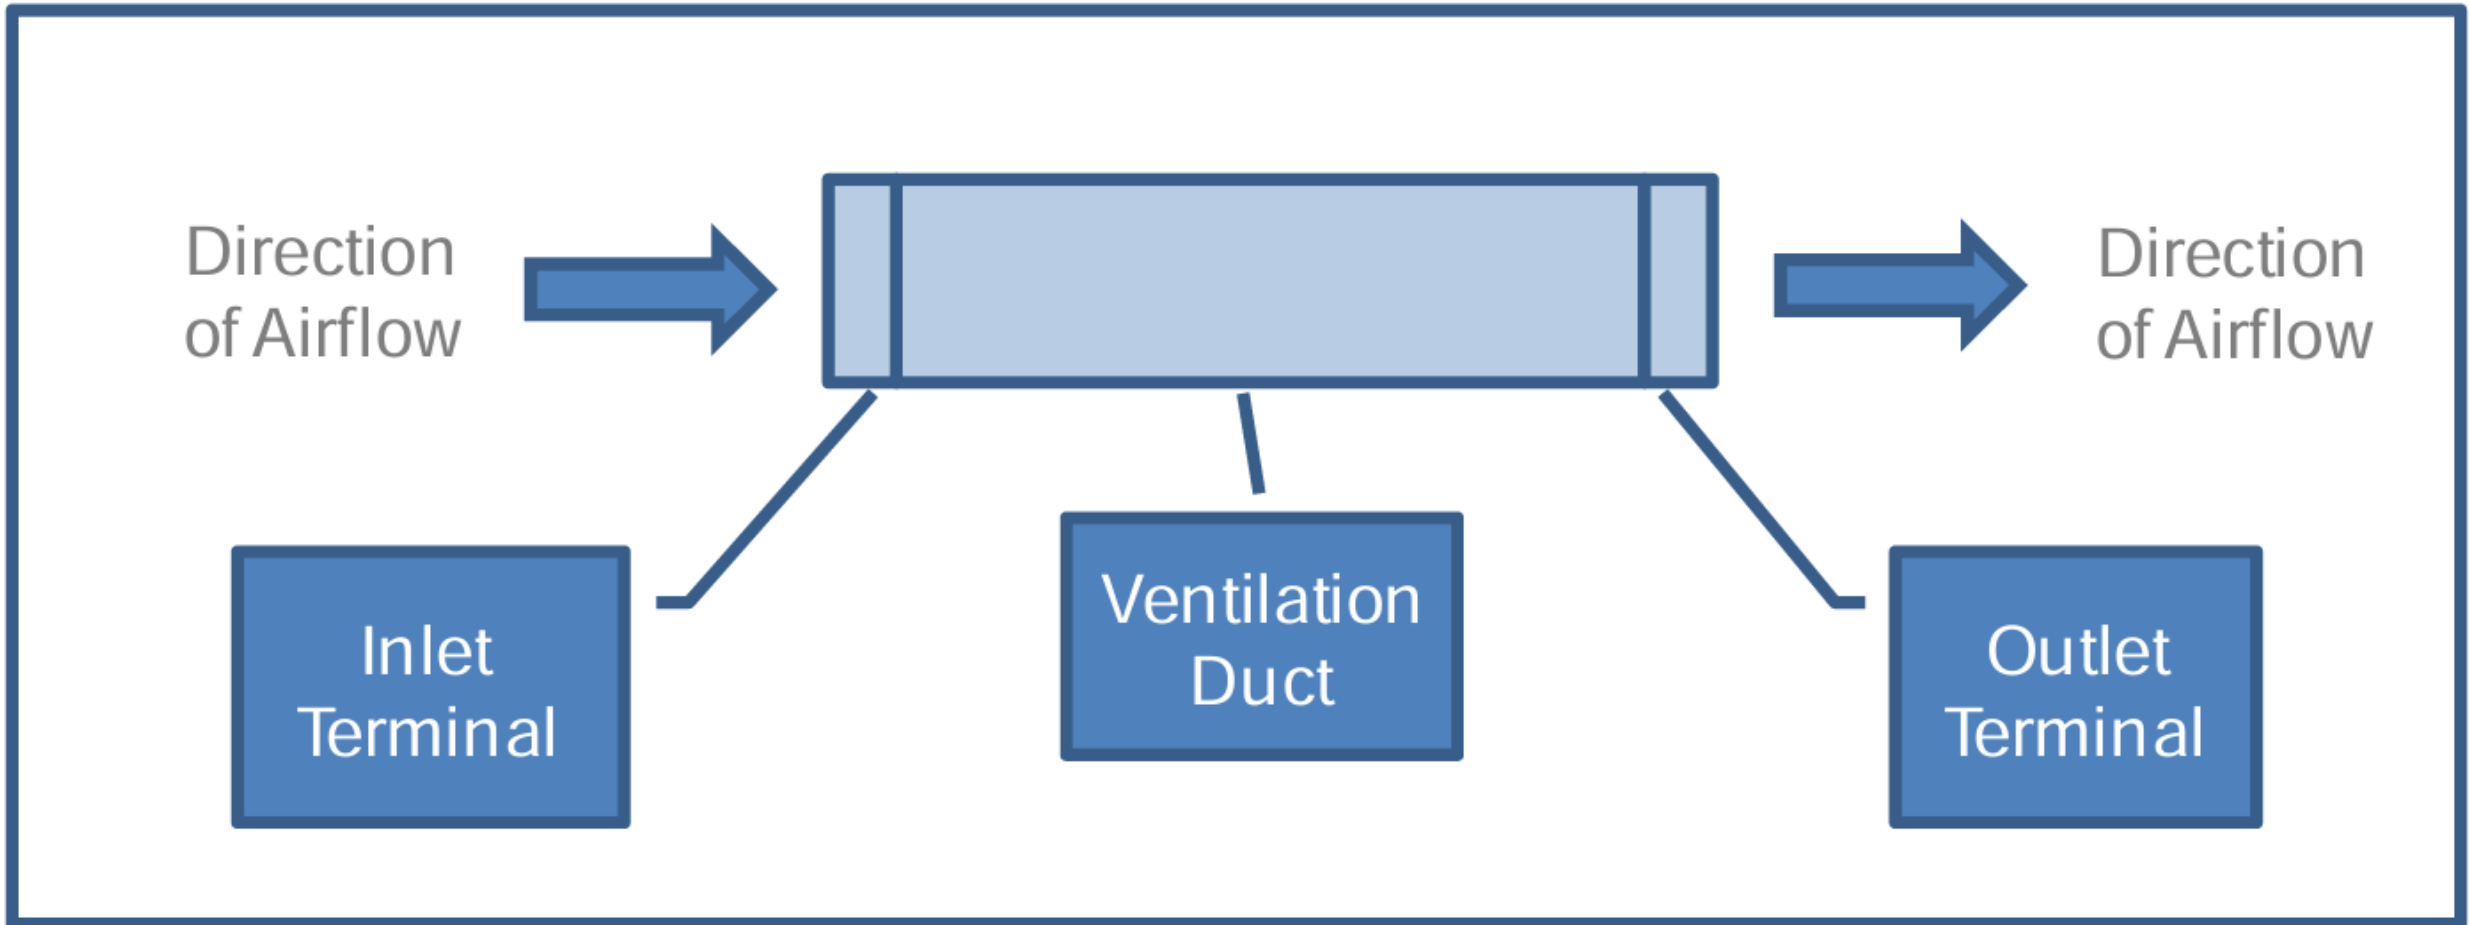 Direction
of Airflow
Direction
of Airflow
Inlet
Terminal
Ventilation
Duct
Outlet
Terminal